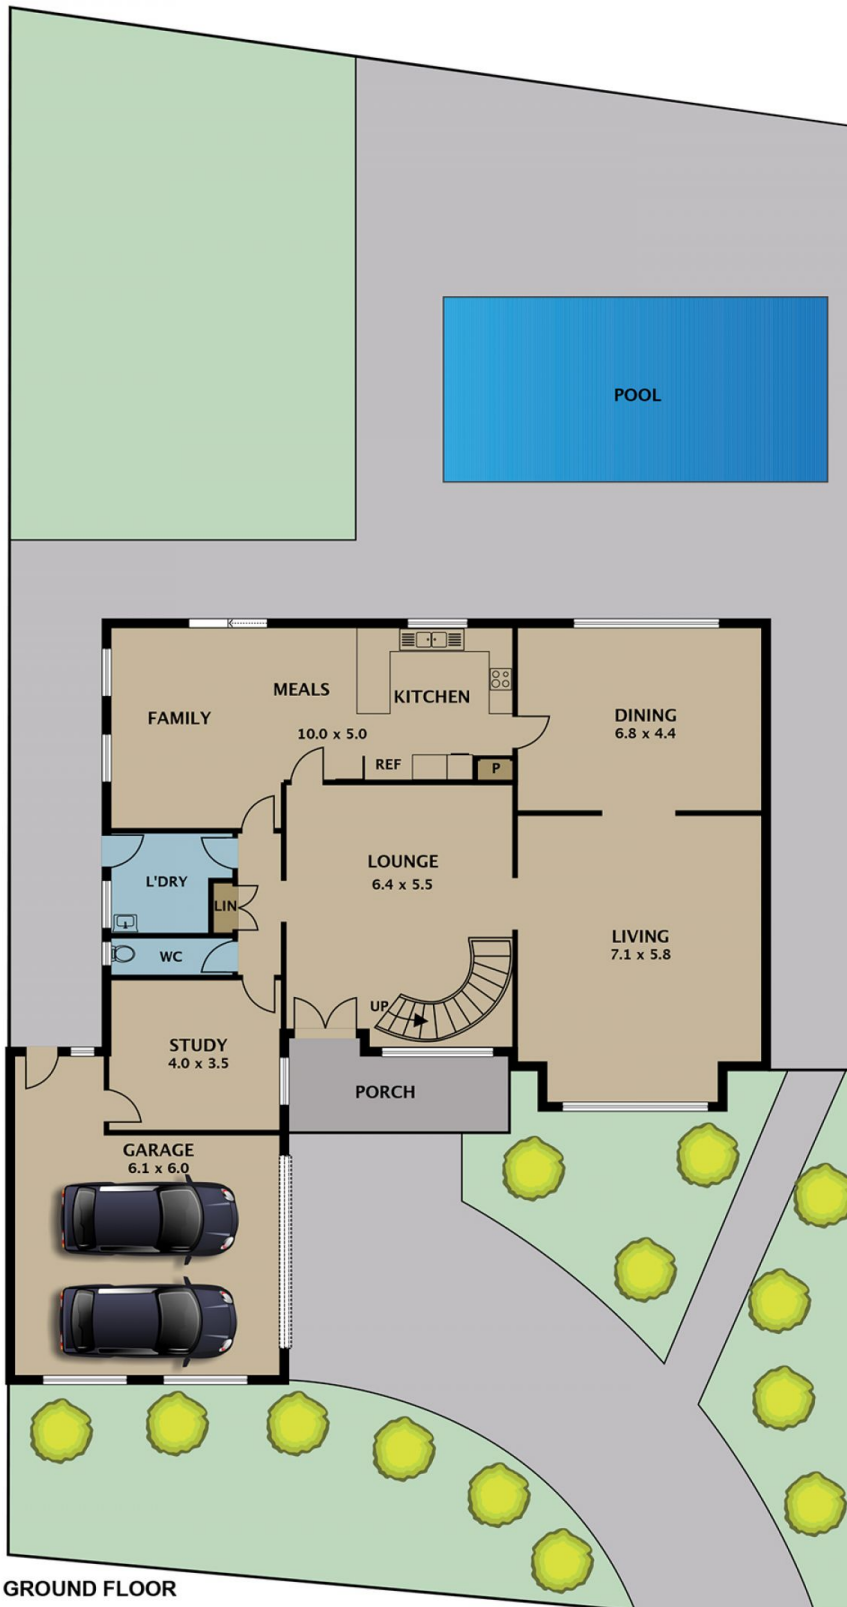 POOL
MEALS
KITCHEN
FAMILY
10.0 x 5.0
REF
P
DINING
6.8 x 4.4
LOUNGE
6.4 x 5.5
L'DRY
LIN
WC
LIVING
7.1 x 5.8
UP
STUDY
4.0 x 3.5
PORCH
GARAGE
6.1 x 6.0
GROUND FLOOR